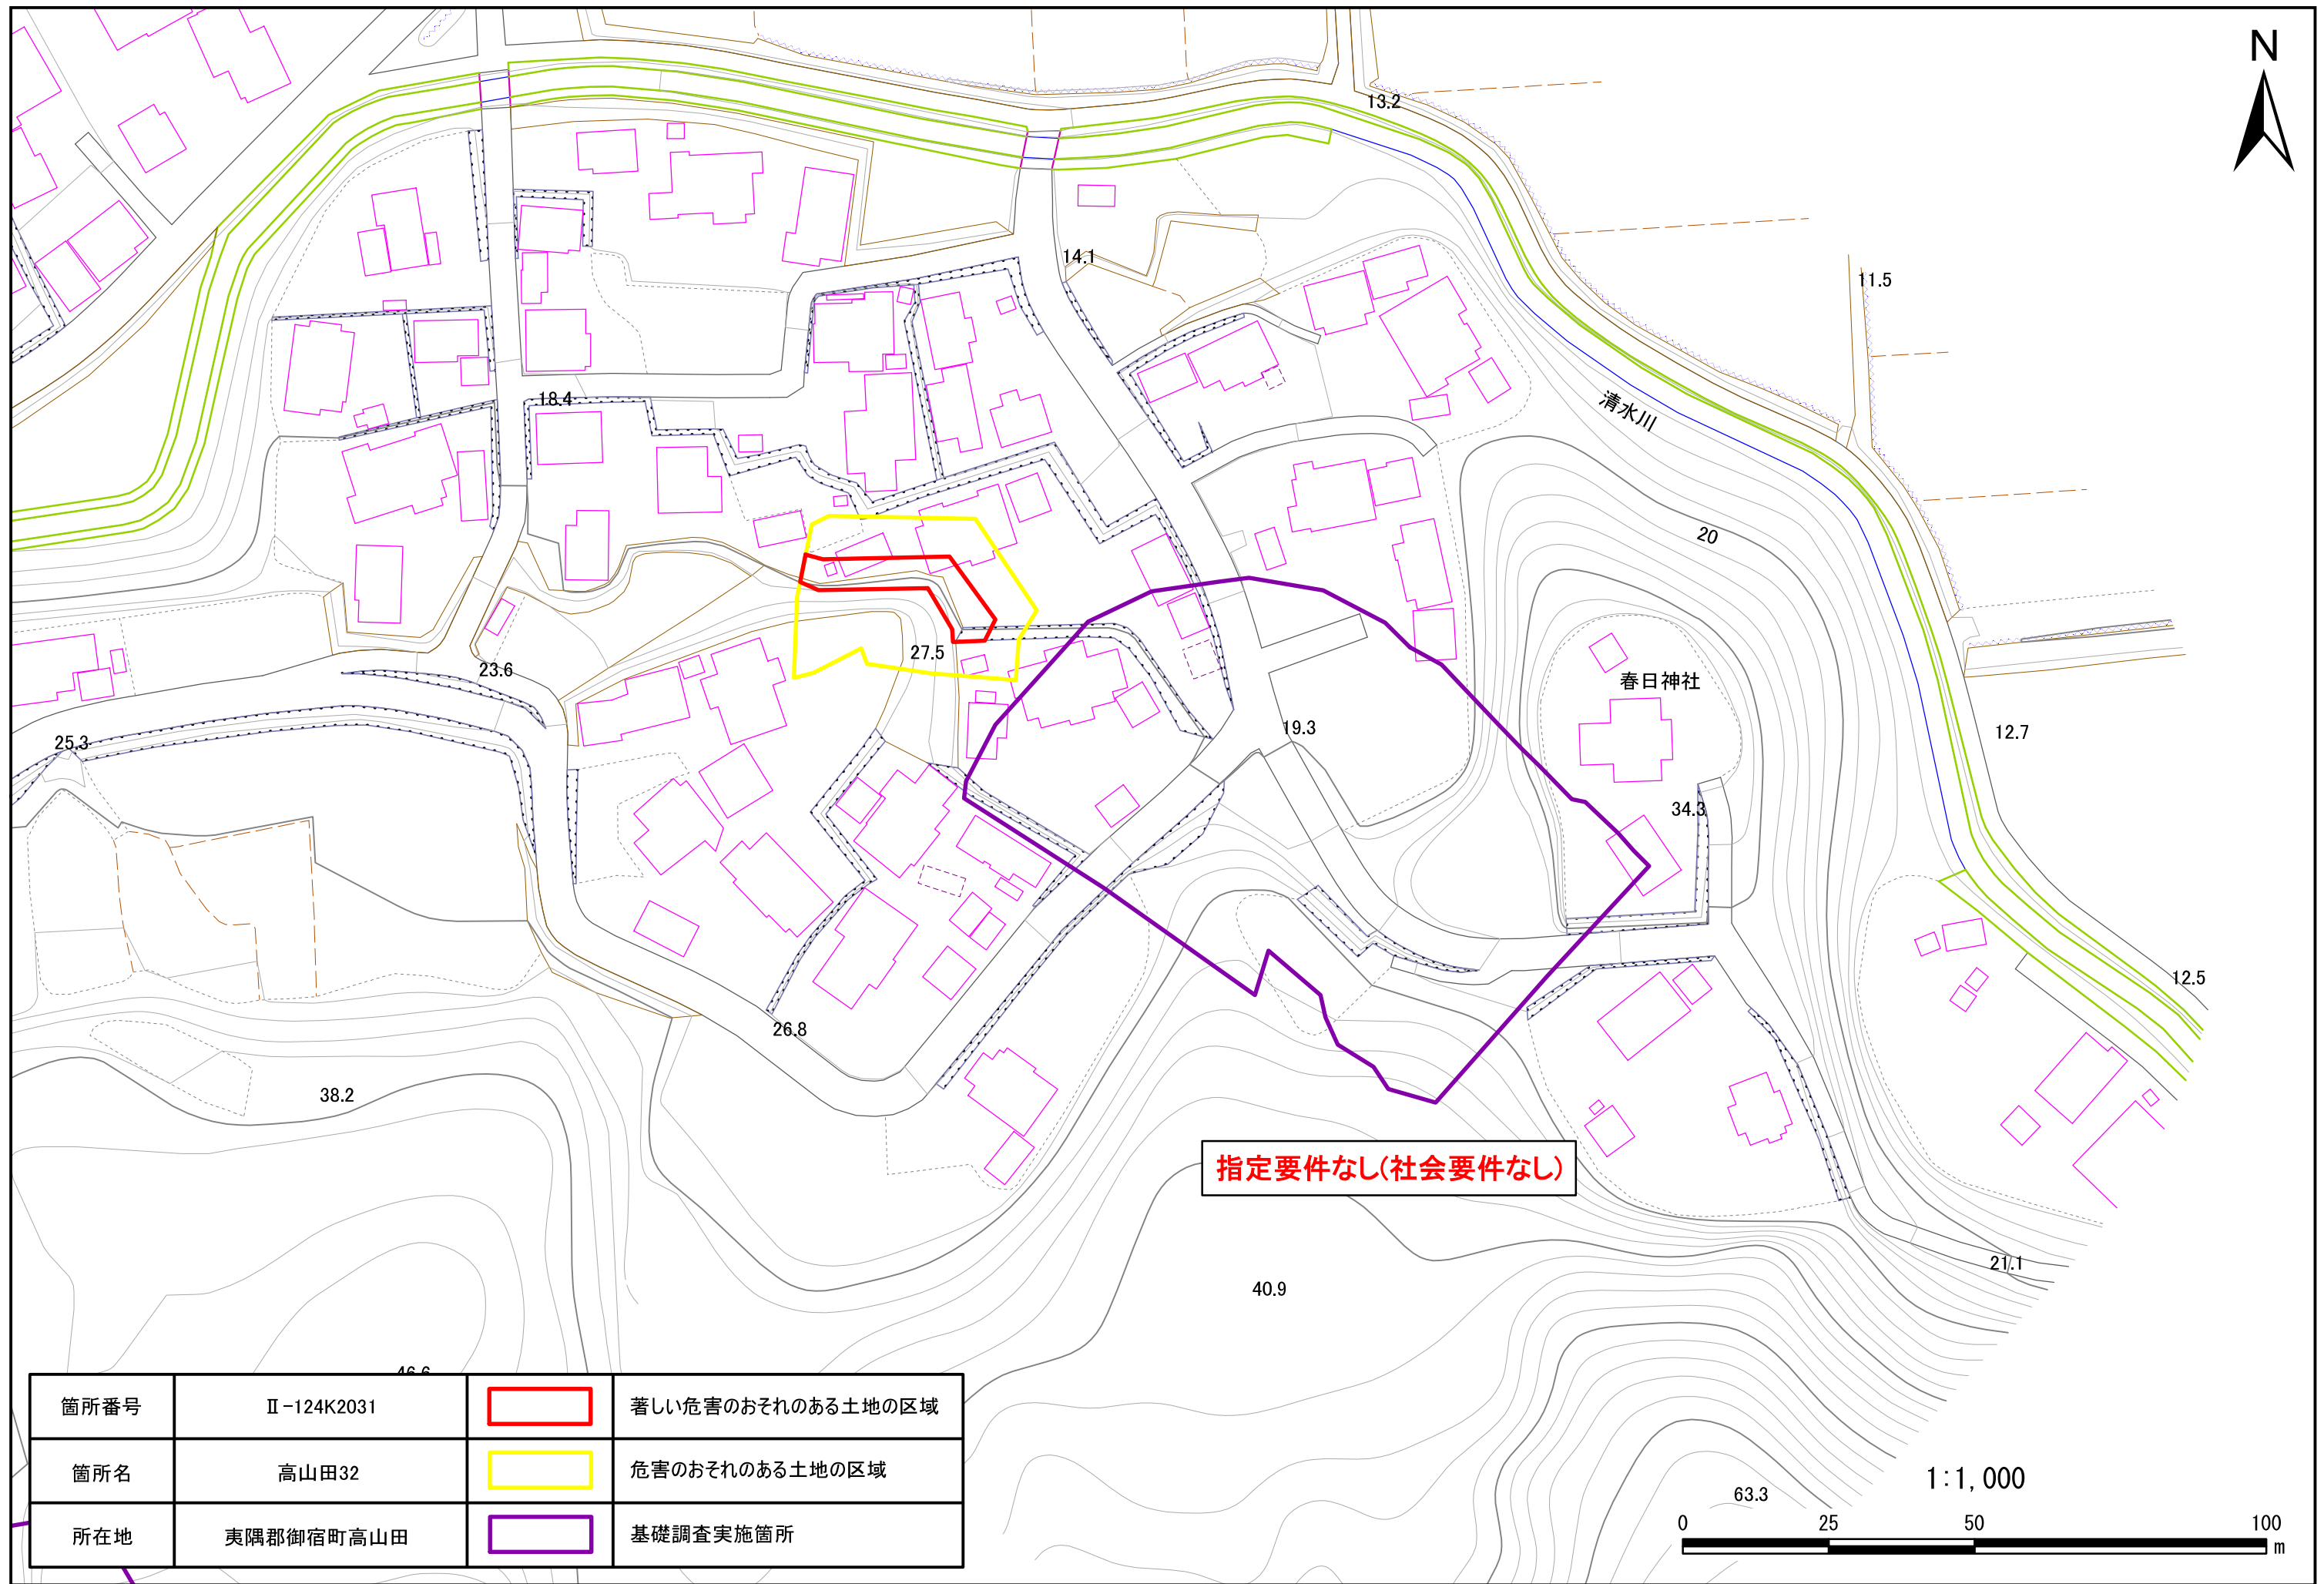 N
13.2
14.1
11.5
18.4
清水川
20
27.5
23.6
春日神社
25.3
19.3
12.7
34.3
12.5
26.8
38.2
指定要件なし(社会要件なし)
21.1
40.9
46.6
箇所番号 Ⅱ-124K2031 著しい危害のおそれのある土地の区域
箇所名 高山田32 危害のおそれのある土地の区域
所在地 夷隅郡御宿町高山田 基礎調査実施箇所
63.3
1:1,000
0 25 50 100
m